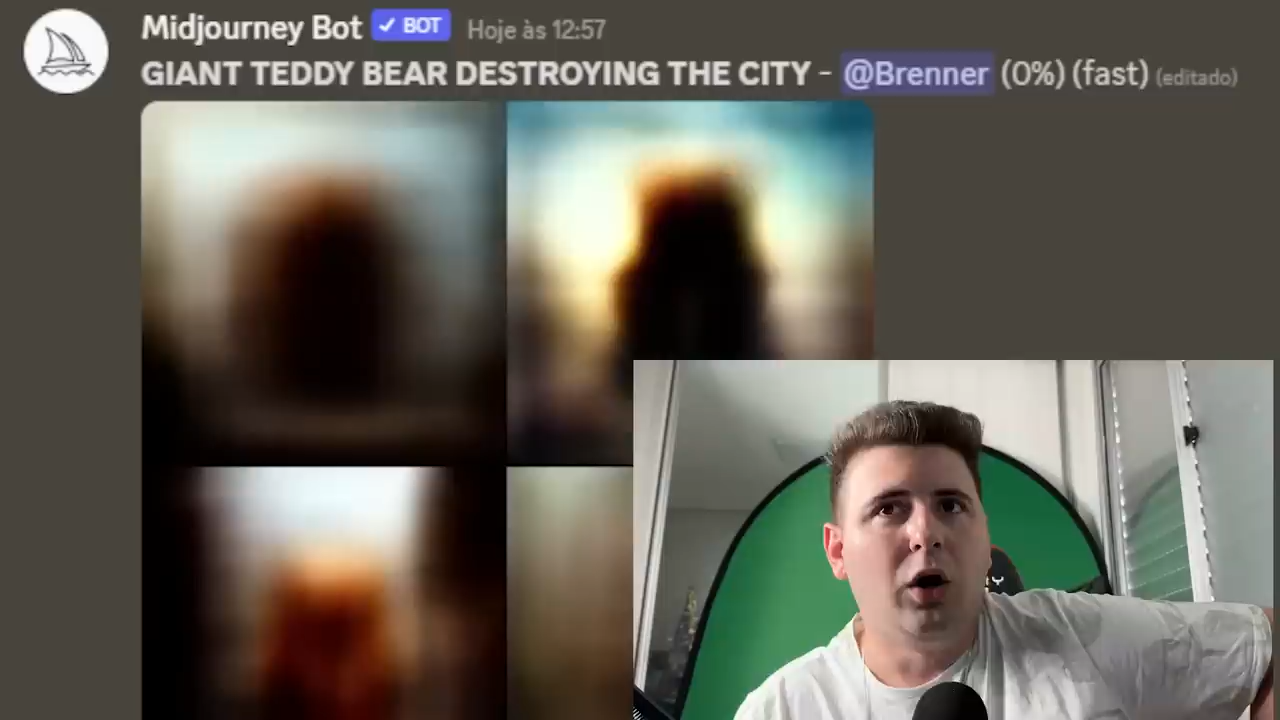 Midjourney Bot ✓ BOT Hoje às 12:57
GIANT TEDDY BEAR DESTROYING THE CITY - @Brenner (0%) (fast) (editado)